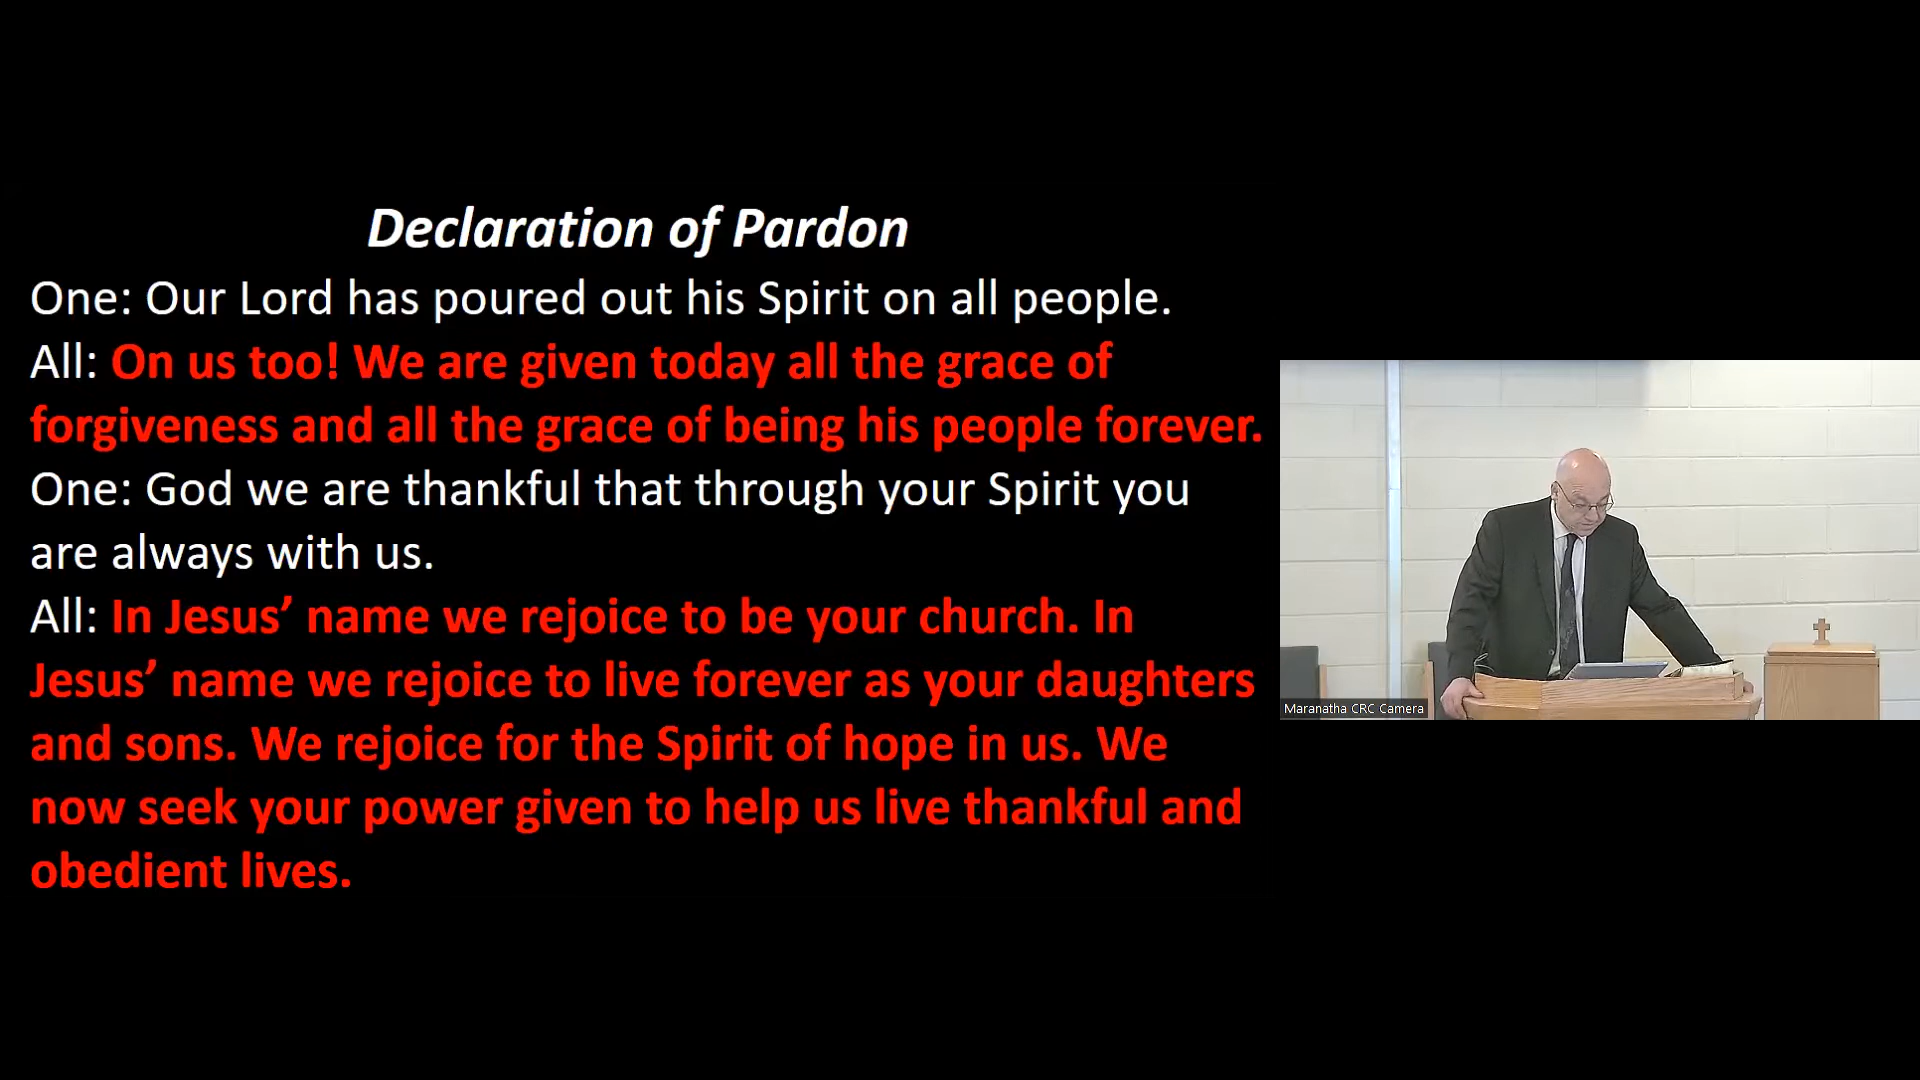 Declaration of Pardon
One: Our Lord has poured out his Spirit on all people.
All: On us too! We are given today all the grace of
forgiveness and all the grace of being his people forever.
One: God we are thankful that through your Spirit you
are always with us.
All: In Jesus’ name we rejoice to be your church. In
Jesus’ name we rejoice to live forever as your daughters
and sons. We rejoice for the Spirit of hope in us. We
now seek your power given to help us live thankful and
obedient lives.
Maranatha CRC Camera